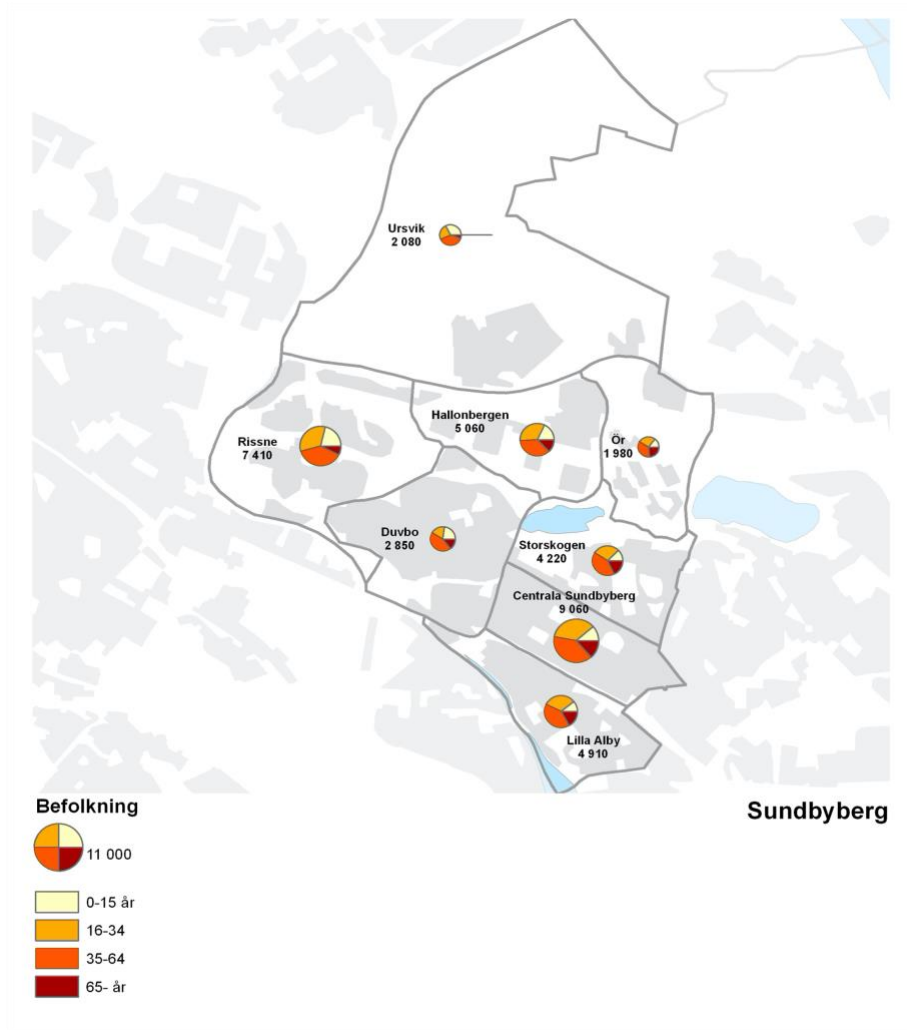 Ursvik
2 080
Hallonbergen
5 060
Rissne
7 410
Ör
1 980
Duvbo
2 850
Storskogen
4 220
Centrala Sundbyberg
9 060
Lilla Alby
4 910
Befolkning
Sundbyberg
11 000
0-15 år
16-34
35-64
65- år